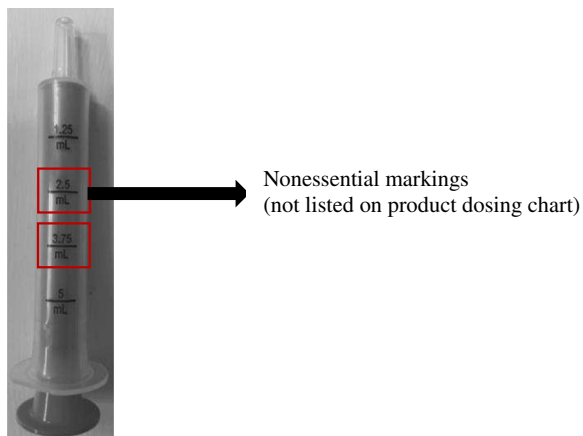 1.25
mL
2.5
mL
3.75
mL
5
mL
Nonessential markings
(not listed on product dosing chart)